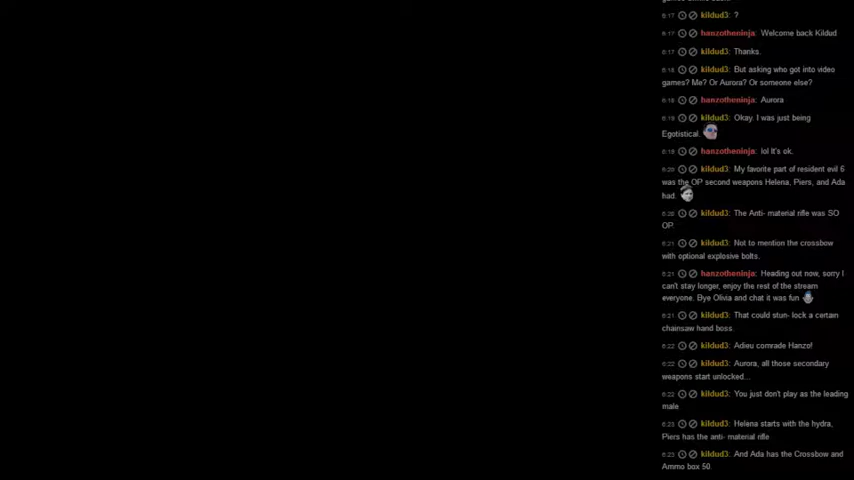 6:17 kildud3: ?
6:17 hanzotheninja: Welcome back Kildud
6:17 kildud3: Thanks.
6:18 kildud3: But asking who got into video
games? Me? Or Aurora? Or someone else?
6:18 hanzotheninja: Aurora
6:19 kildud3: Okay. I was just being
Egotistical.
6:19 hanzotheninja: lol It's ok.
6:20 kildud3: My favorite part of resident evil 6
was the OP second weapons Helena, Piers, and Ada
had.
6:20 kildud3: The Anti- material rifle was SO
OP.
6:21 kildud3: Not to mention the crossbow
with optional explosive bolts.
6:21 hanzotheninja: Heading out now, sorry I
can't stay longer, enjoy the rest of the stream
everyone. Bye Olivia and chat it was fun
6:21 kildud3: That could stun- lock a certain
chainsaw hand boss.
6:22 kildud3: Adieu comrade Hanzo!
6:22 kildud3: Aurora, all those secondary
weapons start unlocked...
6:22 kildud3: You just don't play as the leading
male
6:23 kildud3: Helena starts with the hydra,
Piers has the anti- material rifle
6:23 kildud3: And Ada has the Crossbow and
Ammo box 50.